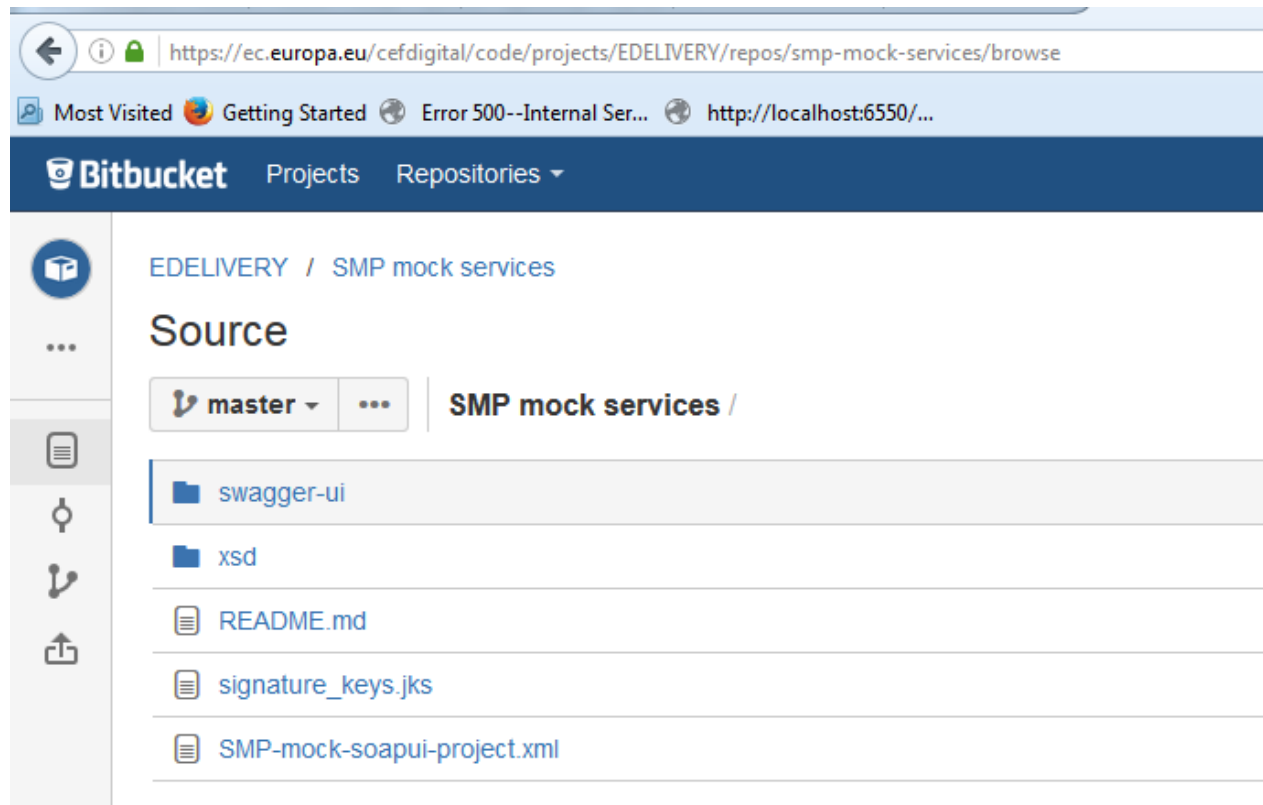 https://ec.europa.eu/cefdigital/code/projects/EDELIVERY/repos/smp-mock-services/browse
Most Visited Getting Started Error 500--Internal Ser... http://localhost:6550/...
Bitbucket Projects Repositories
EDELIVERY / SMP mock services
Source
master SMP mock services /
swagger-ui
xsd
README.md
signature_keys.jks
SMP-mock-soapui-project.xml